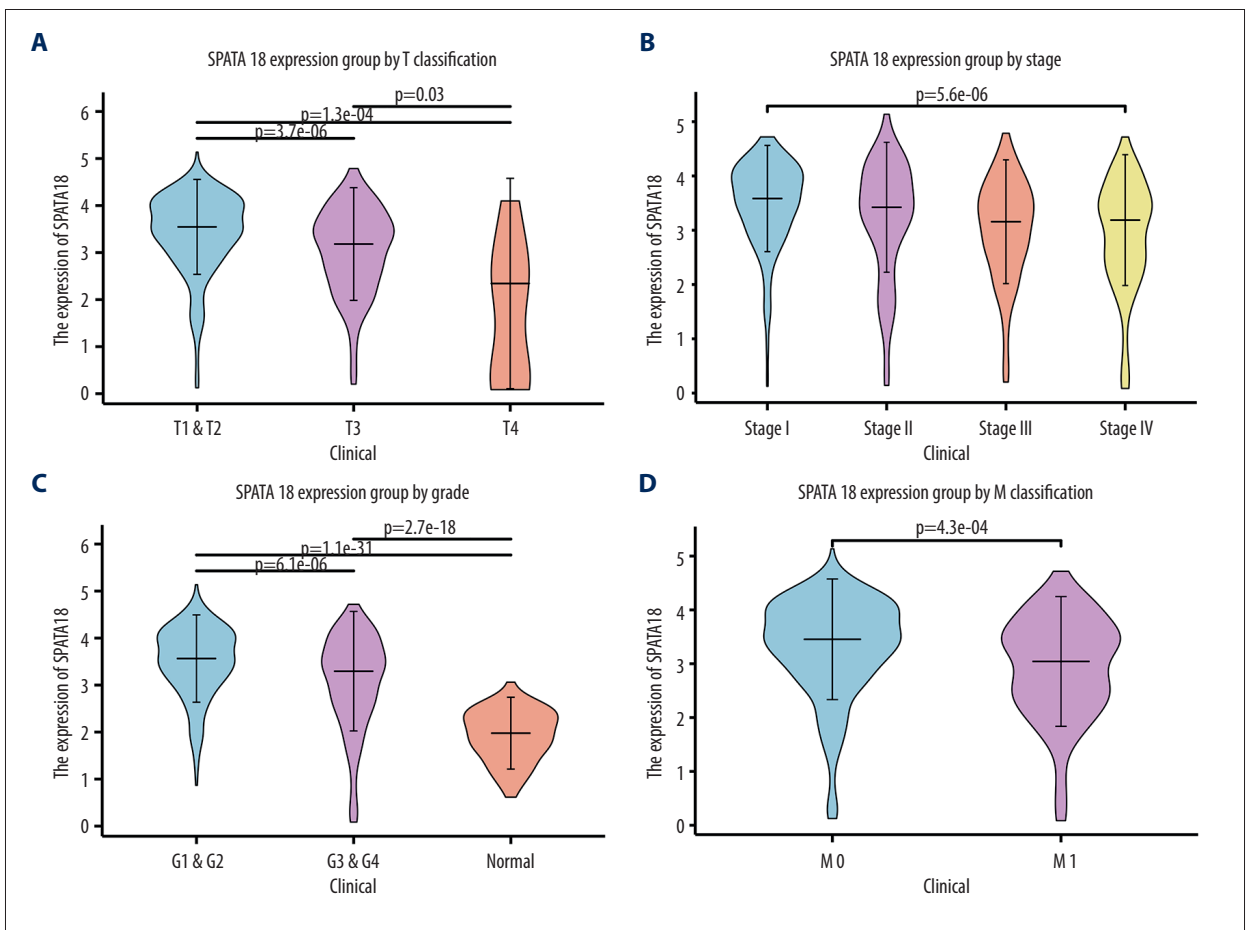 A
SPATA 18 expression group by T classification
p=0.03
p=1.3e-04
p=3.7e-06
The expression of SPATA18
6
5
4
3
2
1
0
T1 & T2
T3
T4
Clinical
B
SPATA 18 expression group by stage
p=5.6e-06
The expression of SPATA18
5
4
3
2
1
0
Stage I
Stage II
Stage III
Stage IV
Clinical
C
SPATA 18 expression group by grade
p=2.7e-18
p=1.1e-31
p=6.1e-06
The expression of SPATA18
6
5
4
3
2
1
0
G1 & G2
G3 & G4
Normal
Clinical
D
SPATA 18 expression group by M classification
p=4.3e-04
The expression of SPATA18
5
4
3
2
1
0
M 0
M 1
Clinical